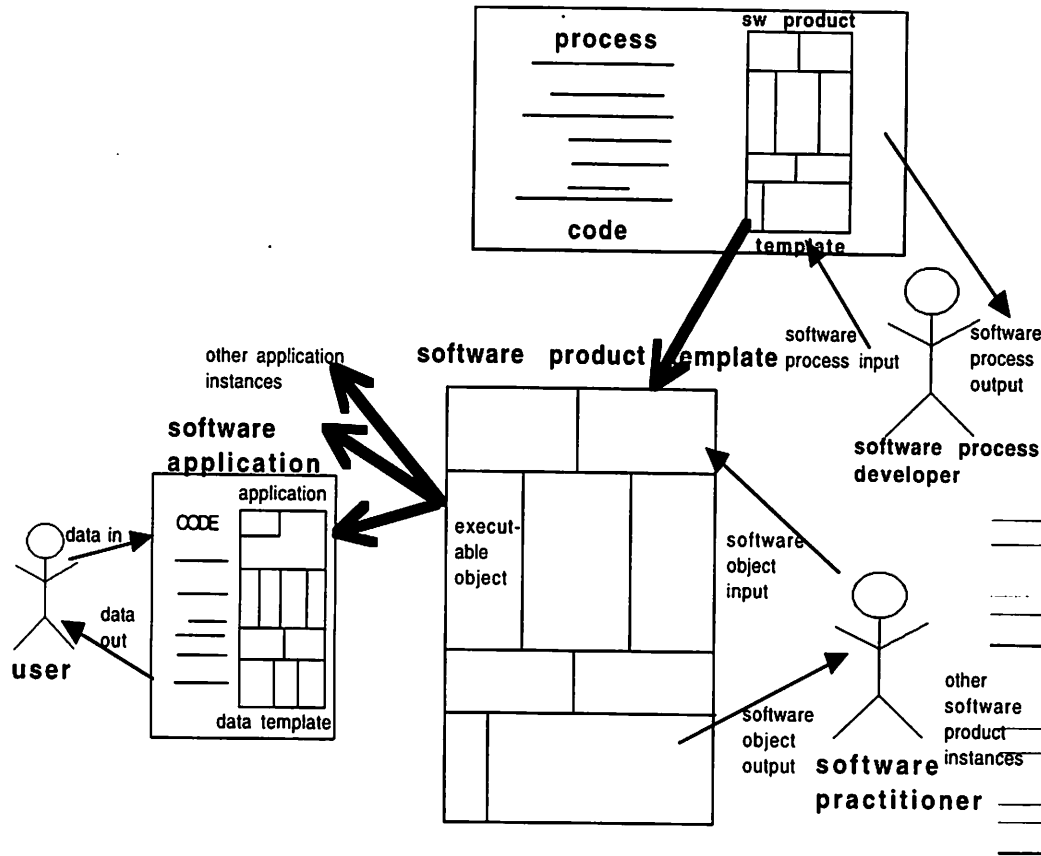 sw product
process
code
template
software
process input
software
process
output
software process
developer
other application
instances
software product template
software
application
application
CODE
data in
data
out
user
data template
execut-
able
object
software
object
input
software
object
output
software
practitioner
other
software
product
instances